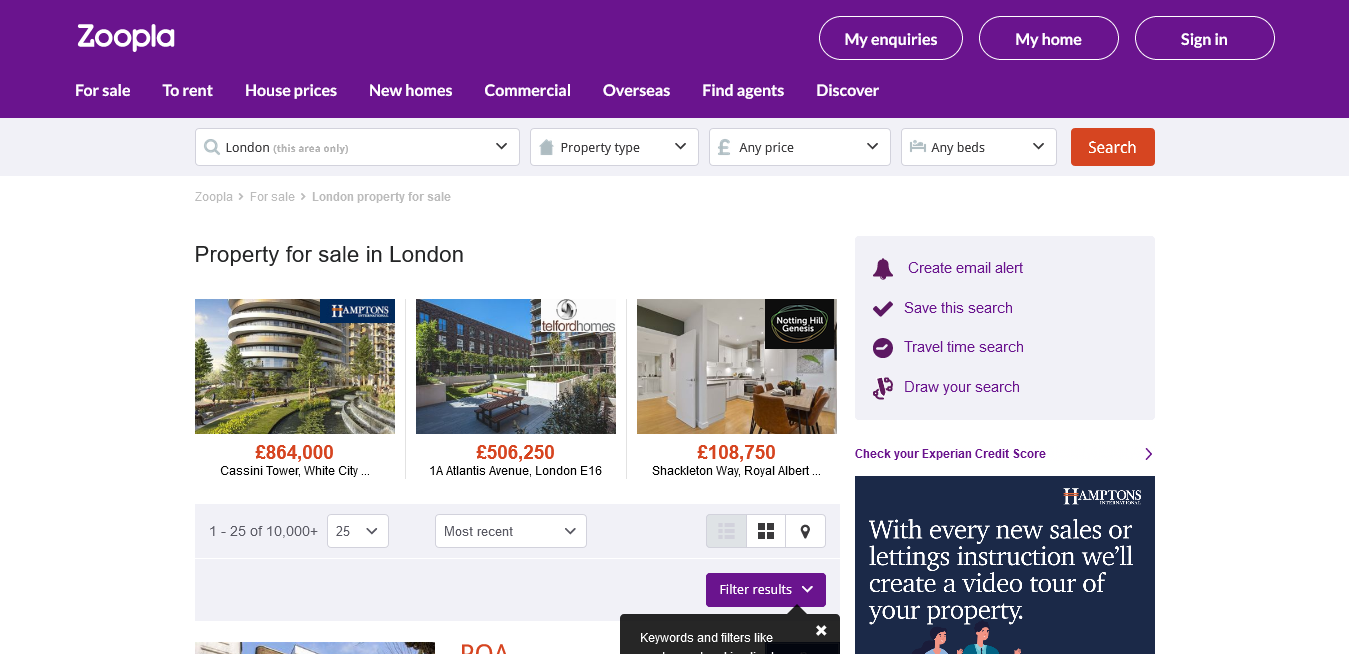 Zoopla
My enquiries
My home
Sign in
For sale
To rent
House prices
New homes
Commercial
Overseas
Find agents
Discover
London (this area only)
Property type
£ Any price
Any beds
Search
Zoopla > For sale > London property for sale
Property for sale in London
HAMPTONS
INTERNATIONAL
£864,000
Cassini Tower, White City ...
telfordhomes
£506,250
1A Atlantis Avenue, London E16
Notting Hill
Genesis
£108,750
Shackleton Way, Royal Albert ...
Create email alert
Save this search
Travel time search
Draw your search
Check your Experian Credit Score
HAMPTONS
INTERNATIONAL
With every new sales or
lettings instruction we’ll
create a video tour of
your property.
1 - 25 of 10,000+
25
Most recent
Filter results
Keywords and filters like
POA